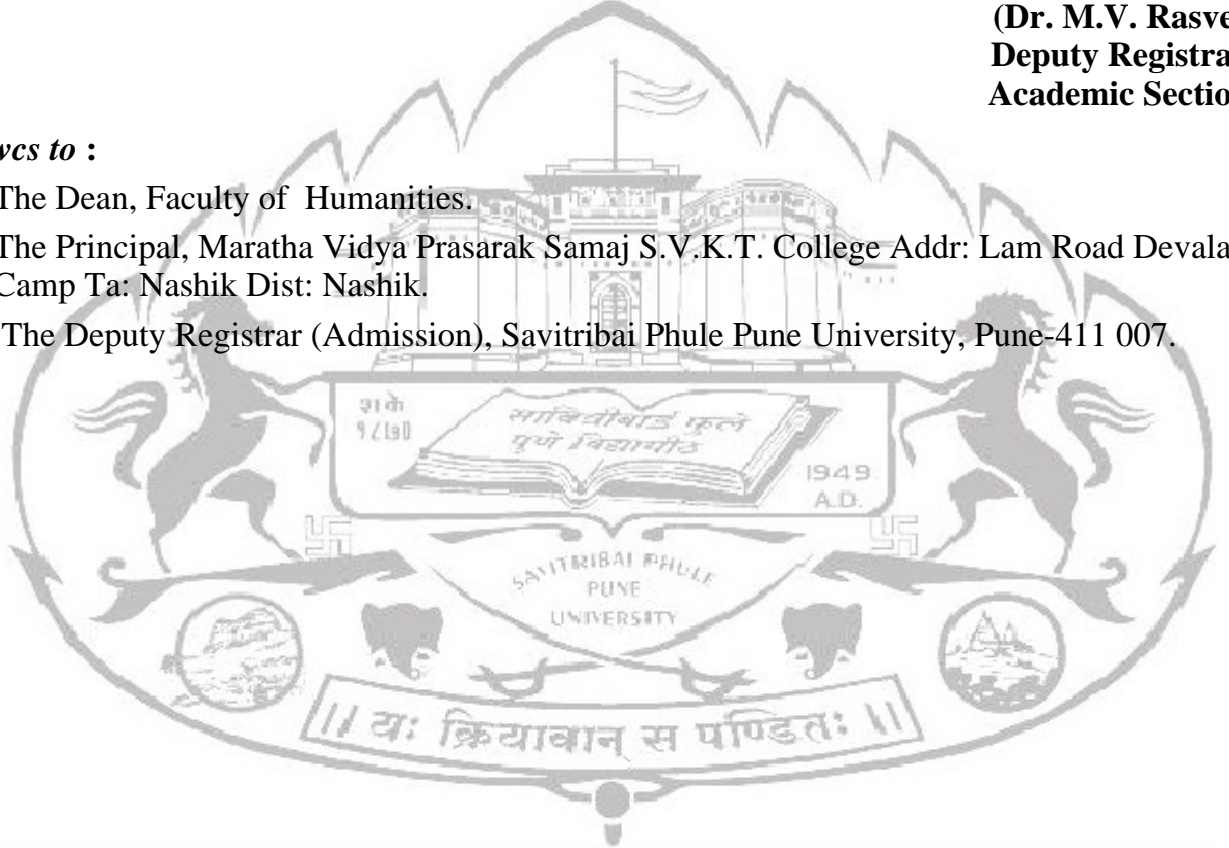 (Dr. M.V. Rasve
Deputy Registra
Academic Sectio
wcs to :
The Dean, Faculty of Humanities.
The Principal, Maratha Vidya Prasarak Samaj S.V.K.T. College Addr: Lam Road Devala
Camp Ta: Nashik Dist: Nashik.
The Deputy Registrar (Admission), Savitribai Phule Pune University, Pune-411 007.
शके
१८७०
सावित्रीबाई फुले
पुणे विद्यापीठ
1949
A.D.
SAVITRIBAI PHULE
PUNE
UNIVERSITY
॥ यः क्रियावान् स पण्डितः ॥